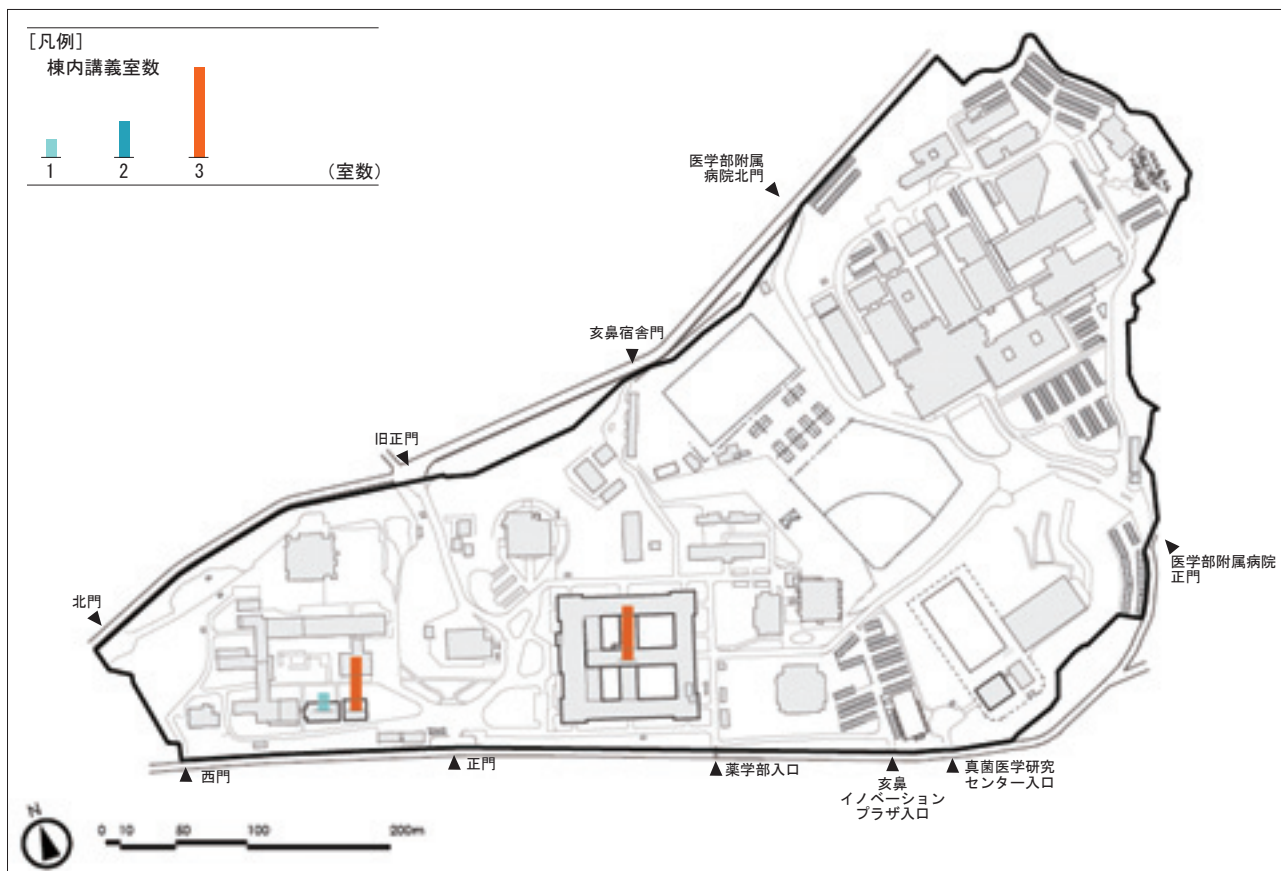 ［凡例］
棟内講義室数
1
2
3
（室数）
医学部附属
病院北門
亥鼻宿舎門
旧正門
北門
医学部附属病院
正門
西門
正門
薬学部入口
亥鼻
イノベーション
プラザ入口
真菌医学研究
センター入口
N
0 10 50 100 200m